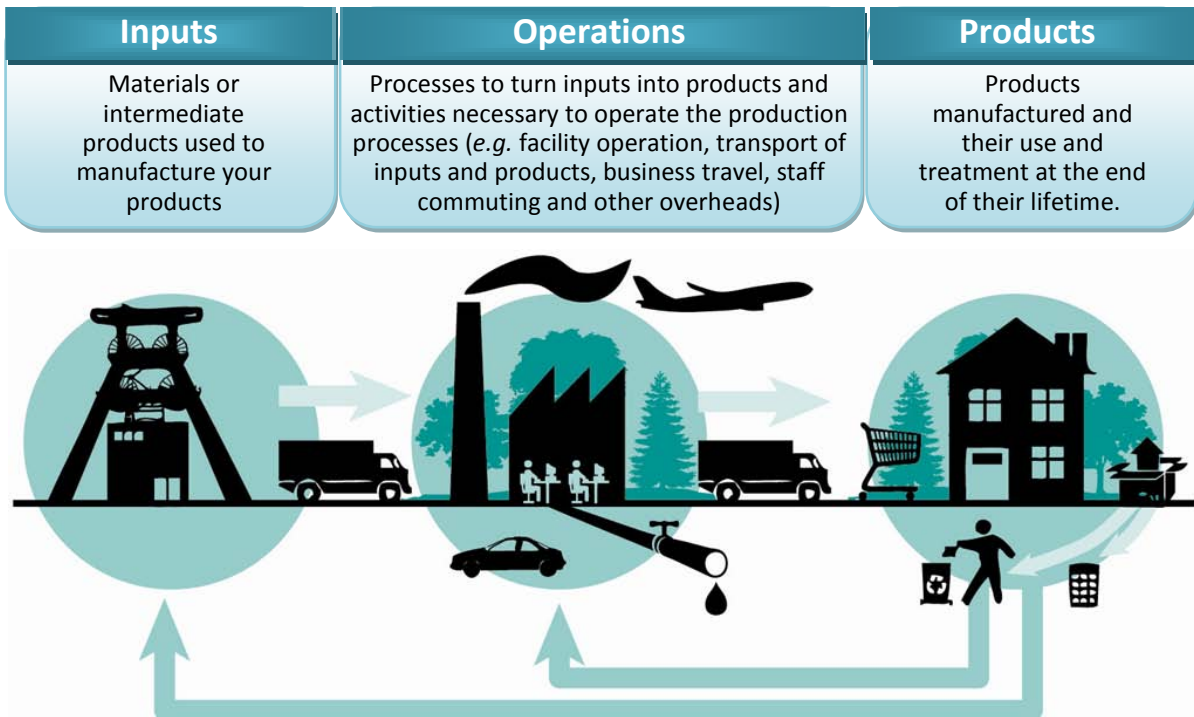 Inputs
Materials or
intermediate
products used to
manufacture your
products
Operations
Processes to turn inputs into products and
activities necessary to operate the production
processes (e.g. facility operation, transport of
inputs and products, business travel, staff
commuting and other overheads)
Products
Products
manufactured and
their use and
treatment at the end
of their lifetime.